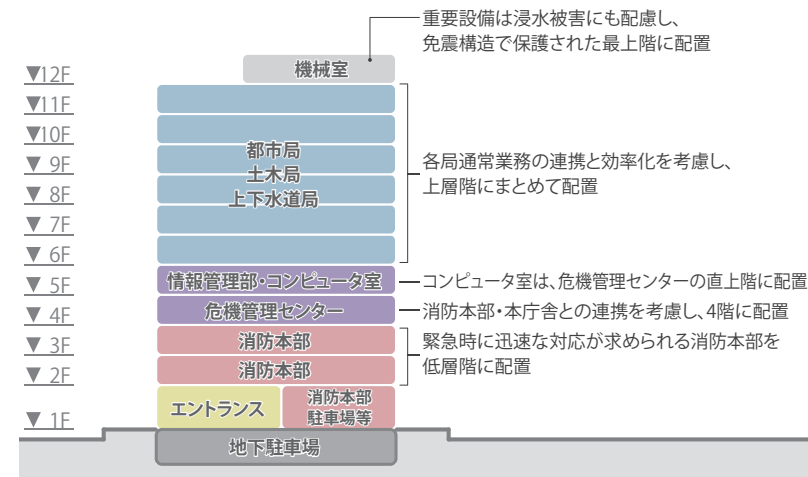 重要設備は浸水被害にも配慮し、
免震構造で保護された最上階に配置
▼12F
機械室
▼11F
▼10F
▼ 9F
▼ 8F
▼ 7F
▼ 6F
都市局
土木局
上下水道局
各局通常業務の連携と効率化を考慮し、
上層階にまとめて配置
▼ 5F
情報管理部・コンピュータ室
コンピュータ室は、危機管理センターの直上階に配置
▼ 4F
危機管理センター
消防本部・本庁舎との連携を考慮し、4階に配置
▼ 3F
消防本部
▼ 2F
消防本部
緊急時に迅速な対応が求められる消防本部を
低層階に配置
▼ 1F
エントランス
消防本部
駐車場等
地下駐車場